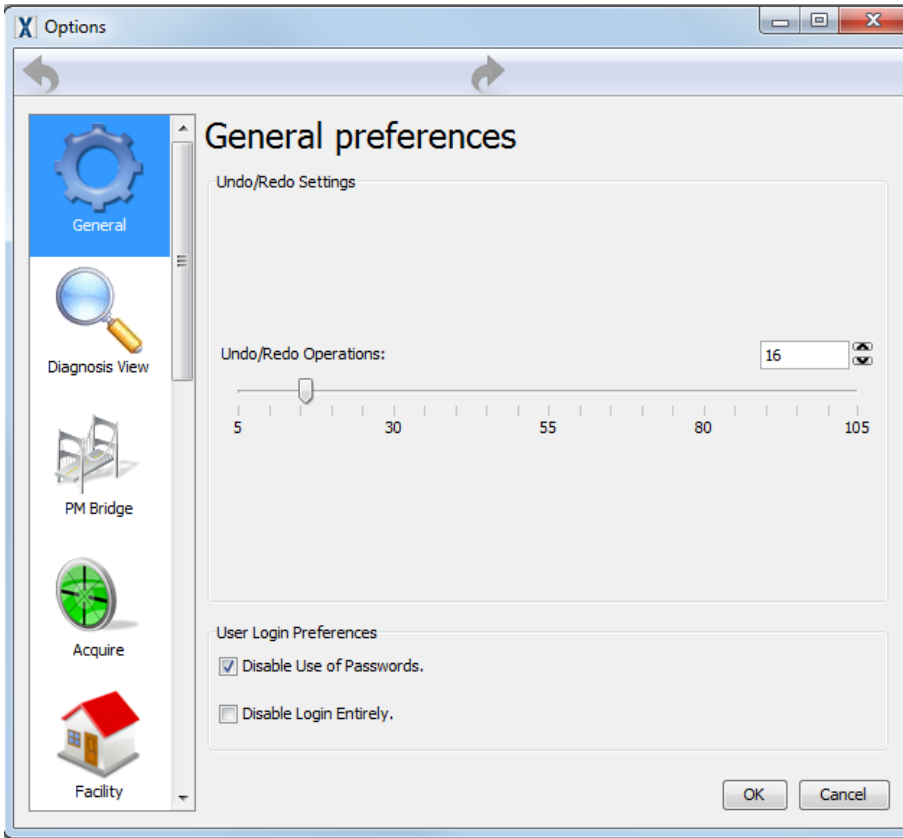 Options
General
Diagnosis View
PM Bridge
Acquire
Facility
General preferences
Undo/Redo Settings
Undo/Redo Operations:
16
5 30 55 80 105
User Login Preferences
Disable Use of Passwords.
Disable Login Entirely.
OK Cancel